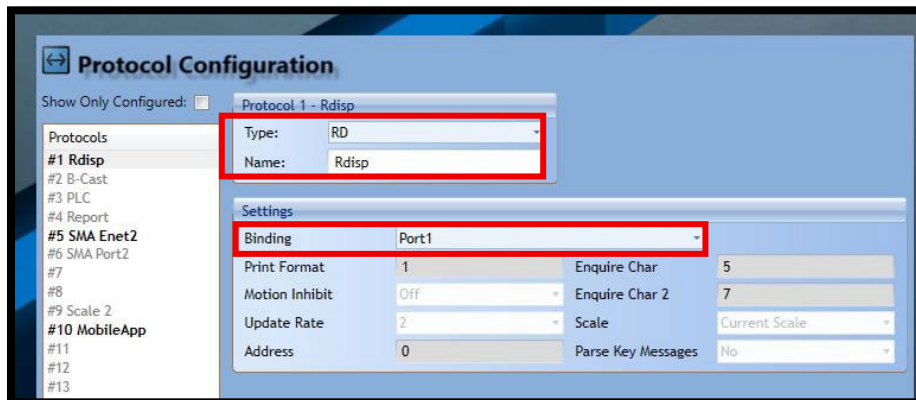 Protocol Configuration
Show Only Configured:
Protocols
#1 Rdisp
#2 B-Cast
#3 PLC
#4 Report
#5 SMA Enet2
#6 SMA Port2
#7
#8
#9 Scale 2
#10 MobileApp
#11
#12
#13
Protocol 1 - Rdisp
Type: RD
Name: Rdisp
Settings
Binding Port1
Print Format 1 Enquire Char 5
Motion Inhibit Off Enquire Char 2 7
Update Rate 2 Scale Current Scale
Address 0 Parse Key Messages No